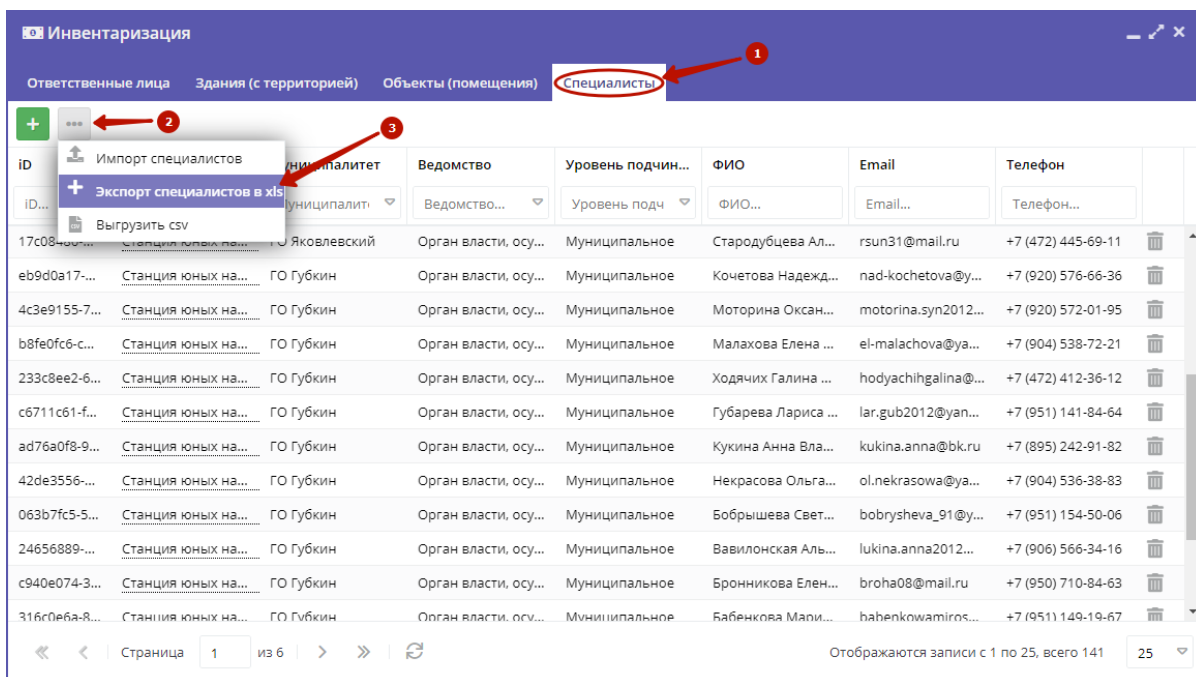 Инвентаризация
1
Ответственные лица Здания (с территорией) Объекты (помещения) Специалисты
+ ... 2
3
Импорт специалистов
Экспорт специалистов в xls
Выгрузить csv
iD Муниципалитет Ведомство Уровень подчин... ФИО Email Телефон
iD... Муниципалите Ведомство... Уровень подч ФИО... Email... Телефон...
17c08480-... Станция юных на... ГО Яковлевский Орган власти, осу... Муниципальное Стародубцева Ал... rsun31@mail.ru +7 (472) 445-69-11
eb9d0a17-... Станция юных на... ГО Губкин Орган власти, осу... Муниципальное Кочетова Надежд... nad-kochetova@y... +7 (920) 576-66-36
4c3e9155-7... Станция юных на... ГО Губкин Орган власти, осу... Муниципальное Моторина Оксан... motorina.syn2012... +7 (920) 572-01-95
b8fe0fc6-c... Станция юных на... ГО Губкин Орган власти, осу... Муниципальное Малахова Елена ... el-malachova@ya... +7 (904) 538-72-21
233c8ee2-6... Станция юных на... ГО Губкин Орган власти, осу... Муниципальное Ходячих Галина ... hodyachihgalina@... +7 (472) 412-36-12
c6711c61-f... Станция юных на... ГО Губкин Орган власти, осу... Муниципальное Губарева Лариса ... lar.gub2012@yan... +7 (951) 141-84-64
ad76a0f8-9... Станция юных на... ГО Губкин Орган власти, осу... Муниципальное Кукина Анна Вла... kukina.anna@bk.ru +7 (895) 242-91-82
42de3556-... Станция юных на... ГО Губкин Орган власти, осу... Муниципальное Некрасова Ольга... ol.nekrasowa@ya... +7 (904) 536-38-83
063b7fc5-5... Станция юных на... ГО Губкин Орган власти, осу... Муниципальное Бобрышева Свет... bobrysheva_91@y... +7 (951) 154-50-06
24656889-... Станция юных на... ГО Губкин Орган власти, осу... Муниципальное Вавилонская Аль... lukina.anna2012... +7 (906) 566-34-16
c940e074-3... Станция юных на... ГО Губкин Орган власти, осу... Муниципальное Бронникова Елен... broha08@mail.ru +7 (950) 710-84-63
316c0e6a-8... Станция юных на... ГО Губкин Орган власти, осу... Муниципальное Бабенкова Мари... babenkowamiros... +7 (951) 149-19-67
Страница 1 из 6 Отображаются записи с 1 по 25, всего 141 25